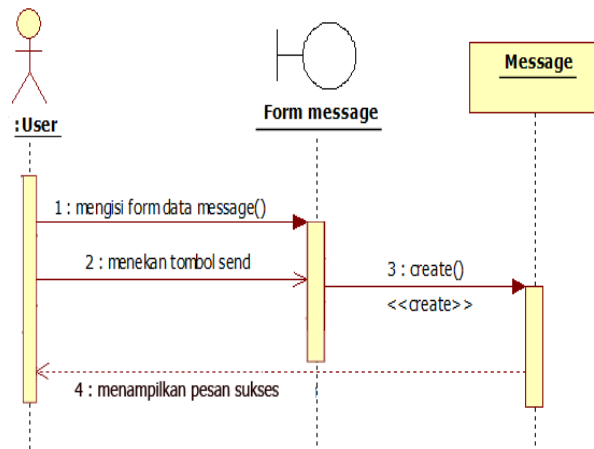 :User
Form message
Message
1 : mengisi form data message()
2 : menekan tombol send
3 : create()
<<create>>
4 : menampilkan pesan sukses